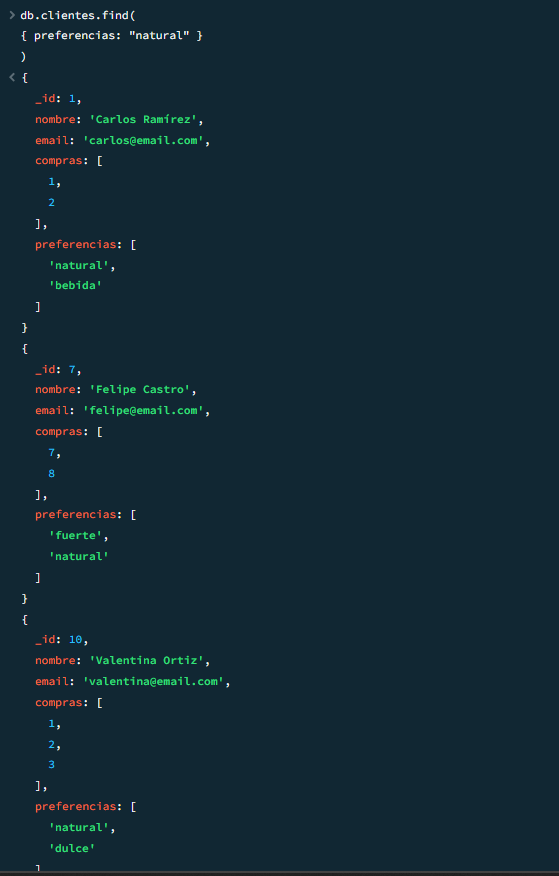 > db.clientes.find(
{ preferencias: "natural" }
)
< {
_id: 1,
nombre: 'Carlos Ramírez',
email: 'carlos@email.com',
compras: [
1,
2
],
preferencias: [
'natural',
'bebida'
]
}
{
_id: 7,
nombre: 'Felipe Castro',
email: 'felipe@email.com',
compras: [
7,
8
],
preferencias: [
'fuerte',
'natural'
]
}
{
_id: 10,
nombre: 'Valentina Ortiz',
email: 'valentina@email.com',
compras: [
1,
2,
3
],
preferencias: [
'natural',
'dulce'
]